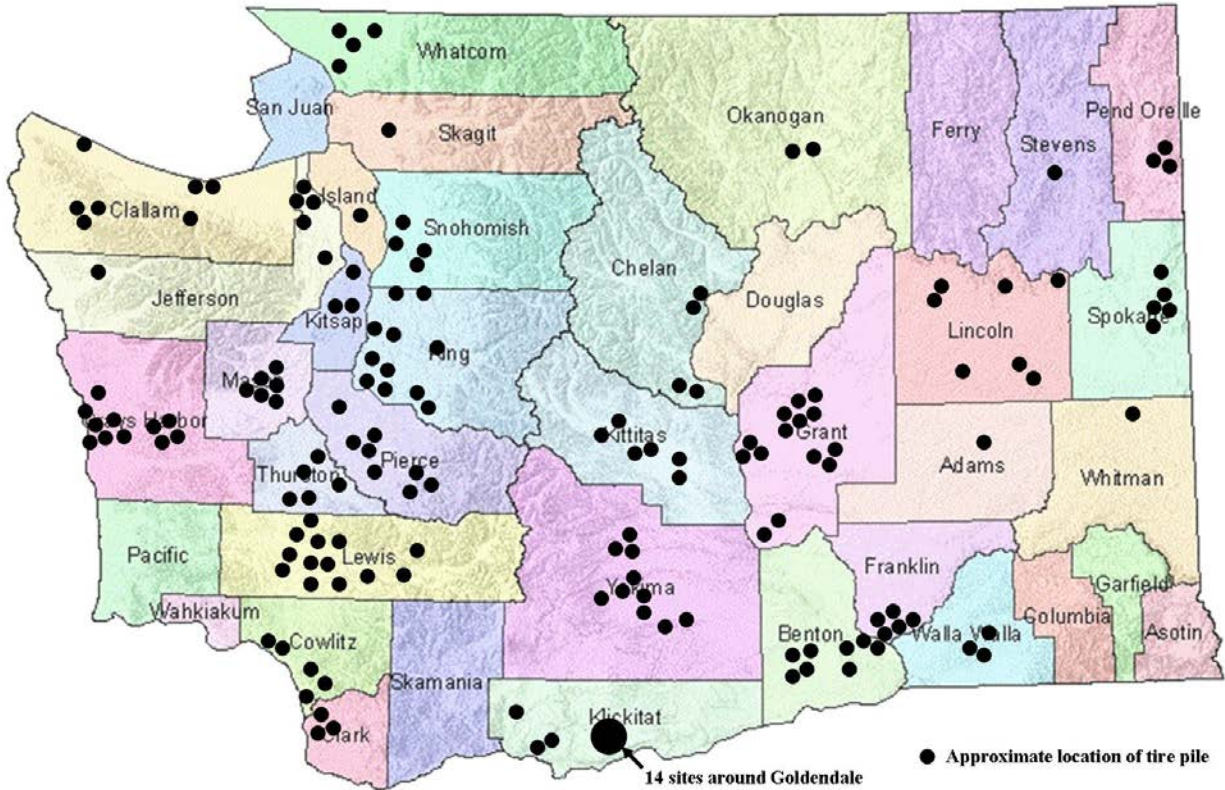 Whatcom
San Juan
Skagit
Okanogan
Ferry
Stevens
Pend Oreille
Clallam
Island
Snohomish
Chelan
Douglas
Jefferson
Kitsap
King
Lincoln
Spokane
Grays Harbor
Kittitas
Grant
Adams
Whitman
Thurston
Pierce
Pacific
Lewis
Yakima
Franklin
Garfield
Wahkiakum
Cowlitz
Skamania
Benton
Walla Walla
Columbia
Asotin
Klickitat
Clark
14 sites around Goldendale
Approximate location of tire pile